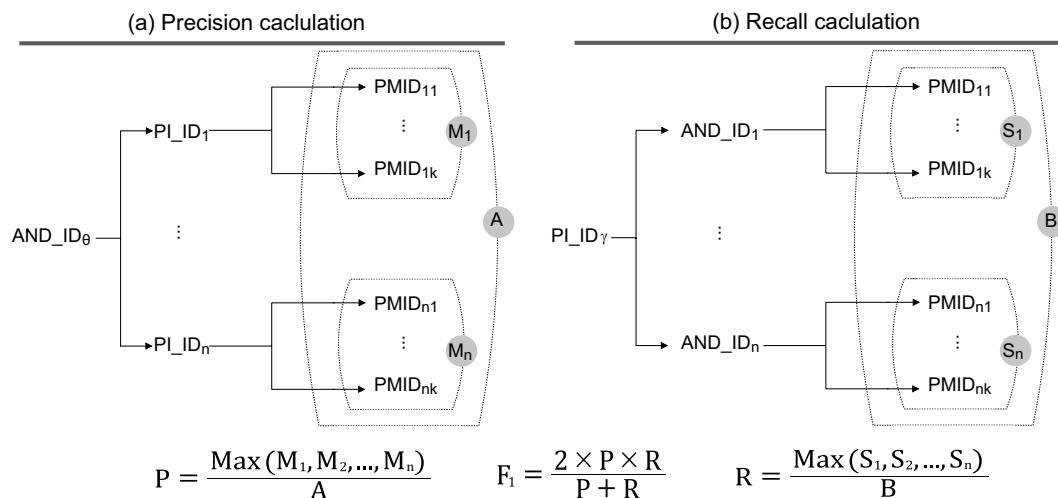 (a) Precision caclulation
PMID11
PI_ID1
⋮
M1
PMID1k
A
AND_IDθ
⋮
PMIDn1
PI_IDn
⋮
Mn
PMIDnk
(b) Recall caclulation
PMID11
AND_ID1
⋮
S1
PMID1k
B
PI_IDγ
⋮
PMIDn1
AND_IDn
⋮
Sn
PMIDnk
P = Max (M1, M2, ..., Mn) / A
F1 = 2 × P × R / P + R
R = Max (S1, S2, ..., Sn) / B